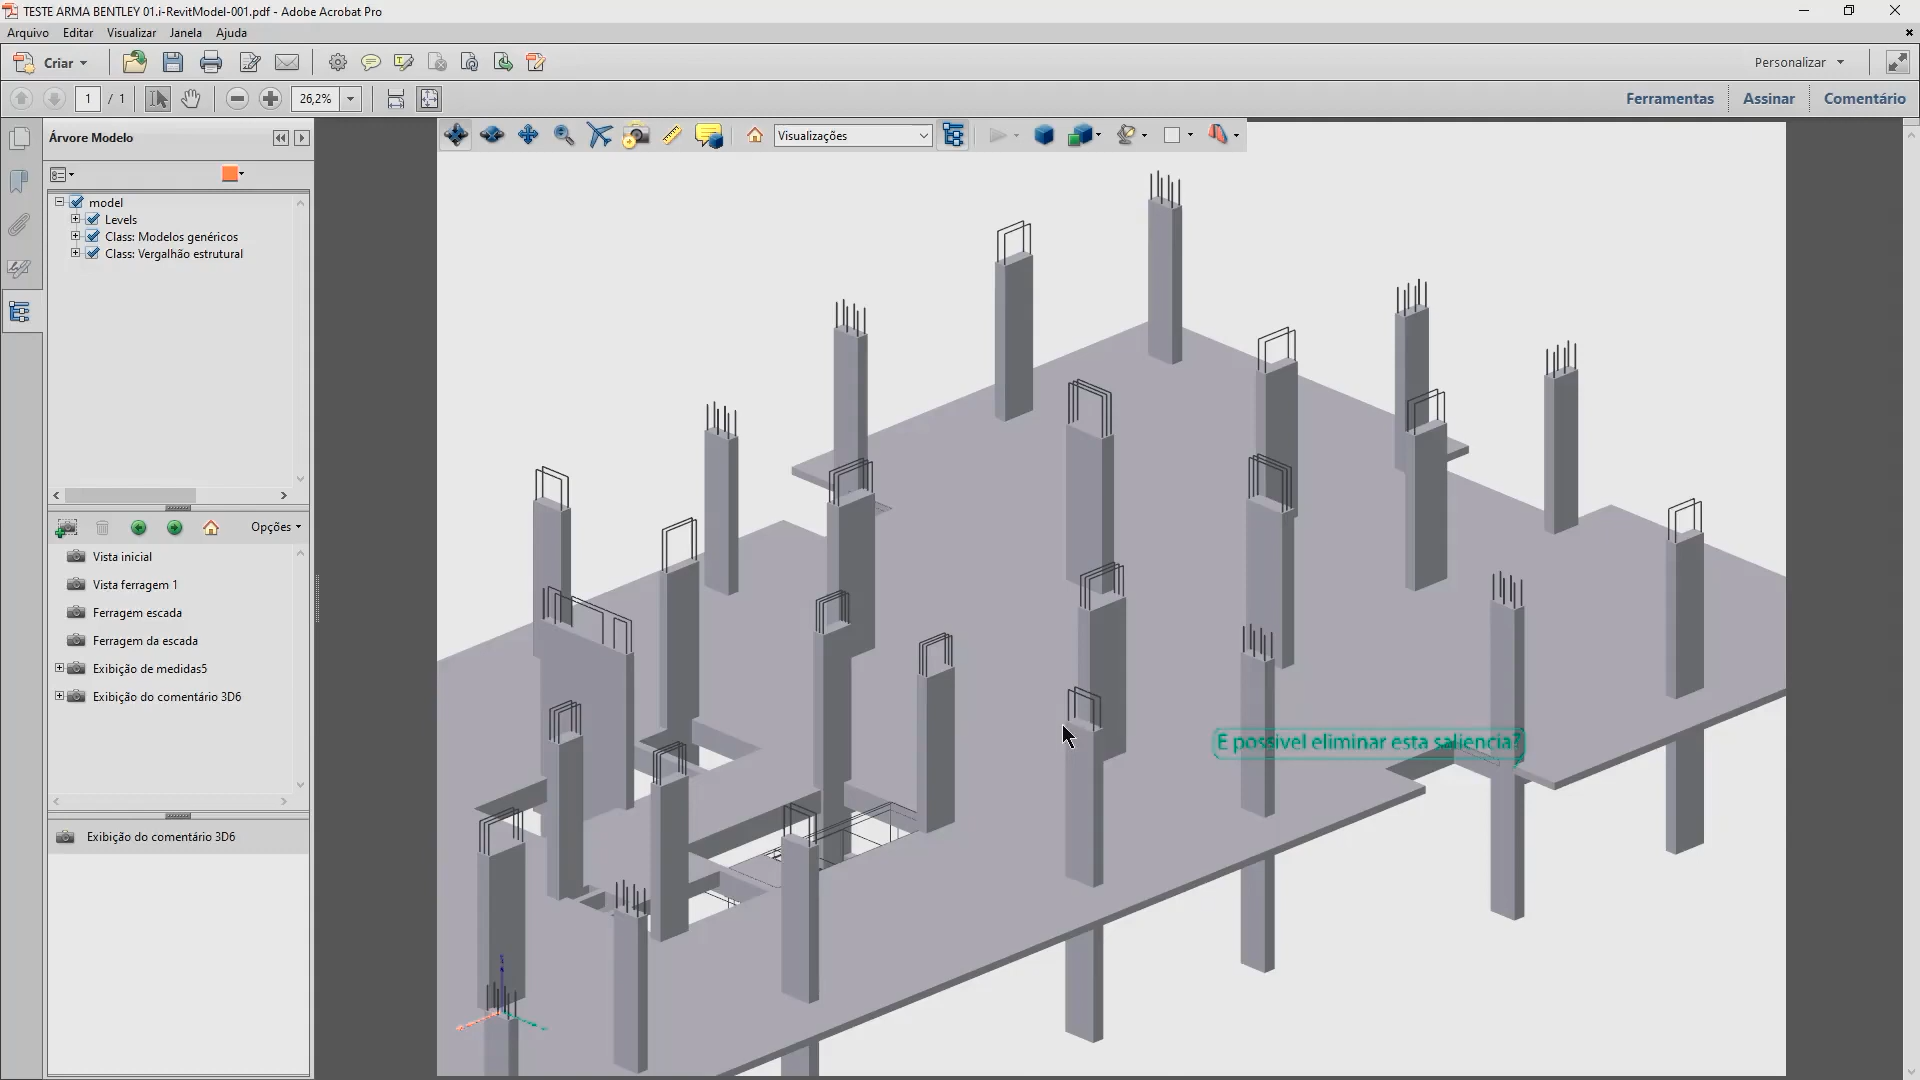 TESTE ARMA BENTLEY 01.i-RevitModel-001.pdf - Adobe Acrobat Pro
Arquivo Editar Visualizar Janela Ajuda
Criar
Personalizar
1 / 1
26,2%
Ferramentas
Assinar
Comentário
Árvore Modelo
Visualizações
model
Levels
Class: Modelos genéricos
Class: Vergalhão estrutural
Opções
Vista inicial
Vista ferragem 1
Ferragem escada
Ferragem da escada
Exibição de medidas5
Exibição do comentário 3D6
E possivel eliminar esta saliencia?
Exibição do comentário 3D6